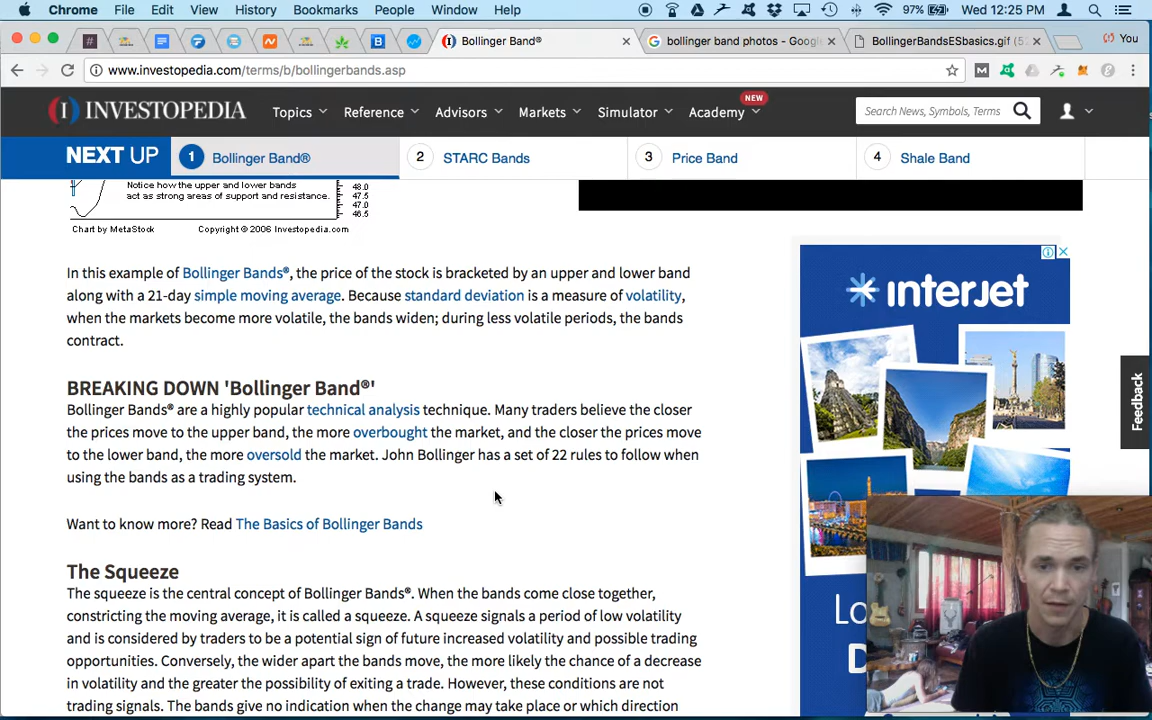 Chrome File Edit View History Bookmarks People Window Help 97% Wed 12:25 PM
Bollinger Band® bollinger band photos - Googl BollingerBandsESbasics.gif (5 You
www.investopedia.com/terms/b/bollingerbands.asp
INVESTOPEDIA Topics Reference Advisors Markets Simulator Academy NEW Search News, Symbols, Terms
NEXT UP 1 Bollinger Band® 2 STARC Bands 3 Price Band 4 Shale Band
Notice how the upper and lower bands
act as strong areas of support and resistance.
48.0
47.5
47.0
46.5
Chart by MetaStock Copyright © 2006 Investopedia.com
In this example of Bollinger Bands®, the price of the stock is bracketed by an upper and lower band
along with a 21-day simple moving average. Because standard deviation is a measure of volatility,
when the markets become more volatile, the bands widen; during less volatile periods, the bands
contract.
BREAKING DOWN 'Bollinger Band®'
Bollinger Bands® are a highly popular technical analysis technique. Many traders believe the closer
the prices move to the upper band, the more overbought the market, and the closer the prices move
to the lower band, the more oversold the market. John Bollinger has a set of 22 rules to follow when
using the bands as a trading system.
Want to know more? Read The Basics of Bollinger Bands
The Squeeze
The squeeze is the central concept of Bollinger Bands®. When the bands come close together,
constricting the moving average, it is called a squeeze. A squeeze signals a period of low volatility
and is considered by traders to be a potential sign of future increased volatility and possible trading
opportunities. Conversely, the wider apart the bands move, the more likely the chance of a decrease
in volatility and the greater the possibility of exiting a trade. However, these conditions are not
trading signals. The bands give no indication when the change may take place or which direction
interjet
Lo
D
Feedback